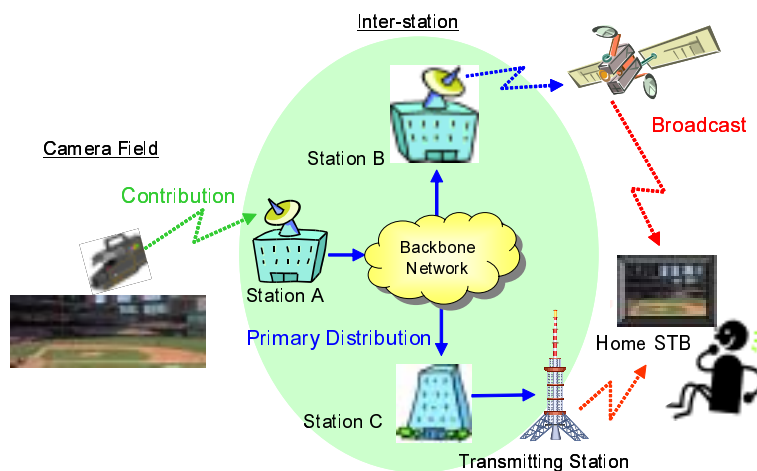 Inter-station
Broadcast
Camera Field
Station B
Contribution
Backbone
Network
Station A
Primary Distribution
Home STB
Station C
Transmitting Station